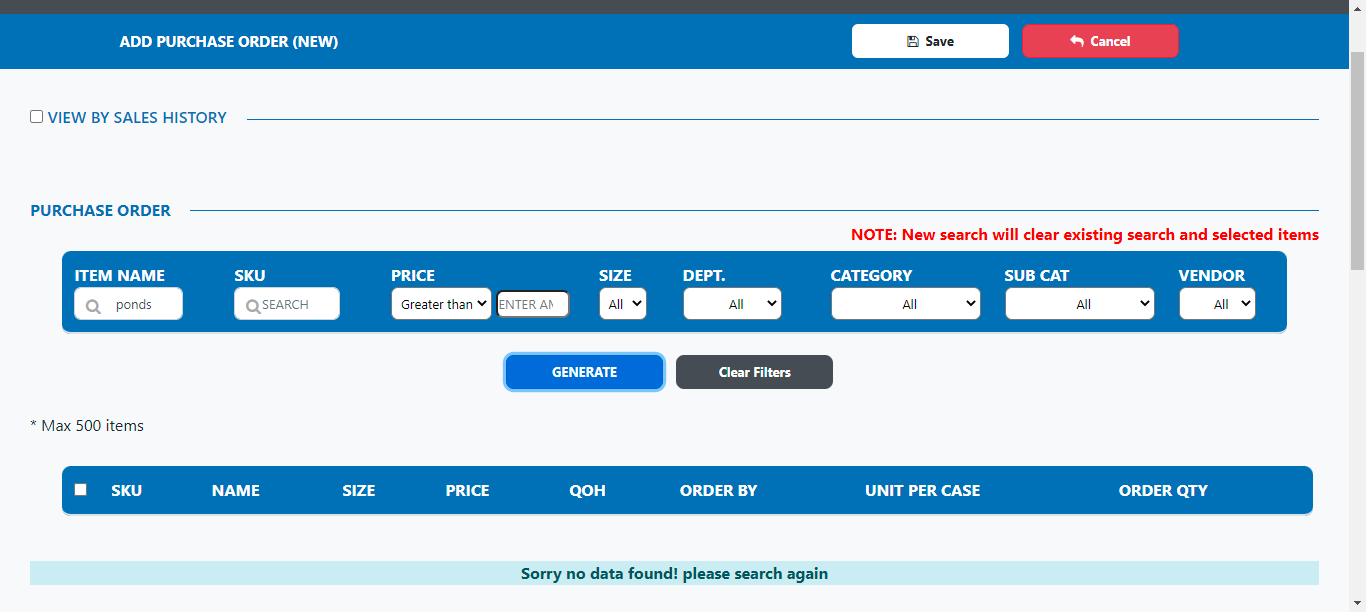 ADD PURCHASE ORDER (NEW)
Save
Cancel
VIEW BY SALES HISTORY
PURCHASE ORDER
NOTE: New search will clear existing search and selected items
ITEM NAME SKU PRICE SIZE DEPT. CATEGORY SUB CAT VENDOR
ponds SEARCH Greater than ENTER AM All All All All All
GENERATE Clear Filters
* Max 500 items
SKU NAME SIZE PRICE QOH ORDER BY UNIT PER CASE ORDER QTY
Sorry no data found! please search again